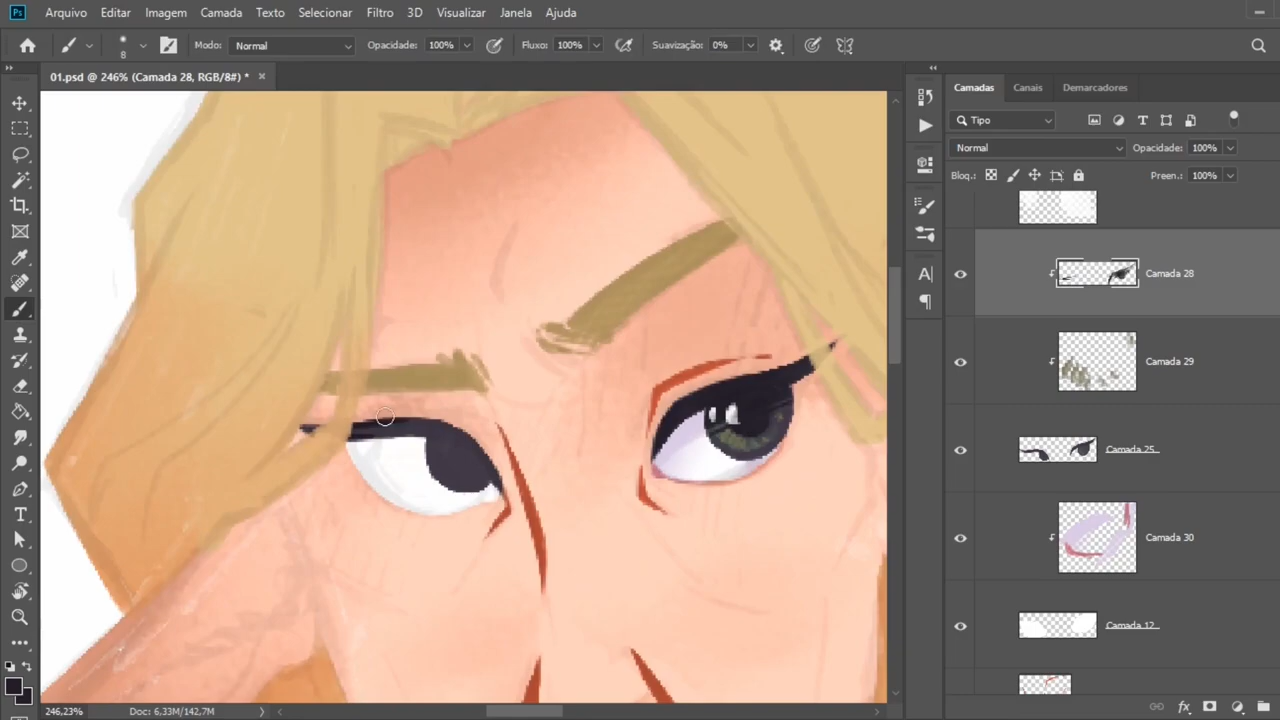 Ps Arquivo Editar Imagem Camada Texto Selecionar Filtro 3D Visualizar Janela Ajuda
8 Modo: Normal Opacidade: 100% Fluxo: 100% Suavização: 0%
01.psd @ 246% (Camada 28, RGB/8#) * ×
Camadas Canais Demarcadores
Tipo
Normal Opacidade: 100%
Bloq.: Preen.: 100%
Camada 28
Camada 29
Camada 25
Camada 30
Camada 12
246,23% Doc: 6,33M/142,7M